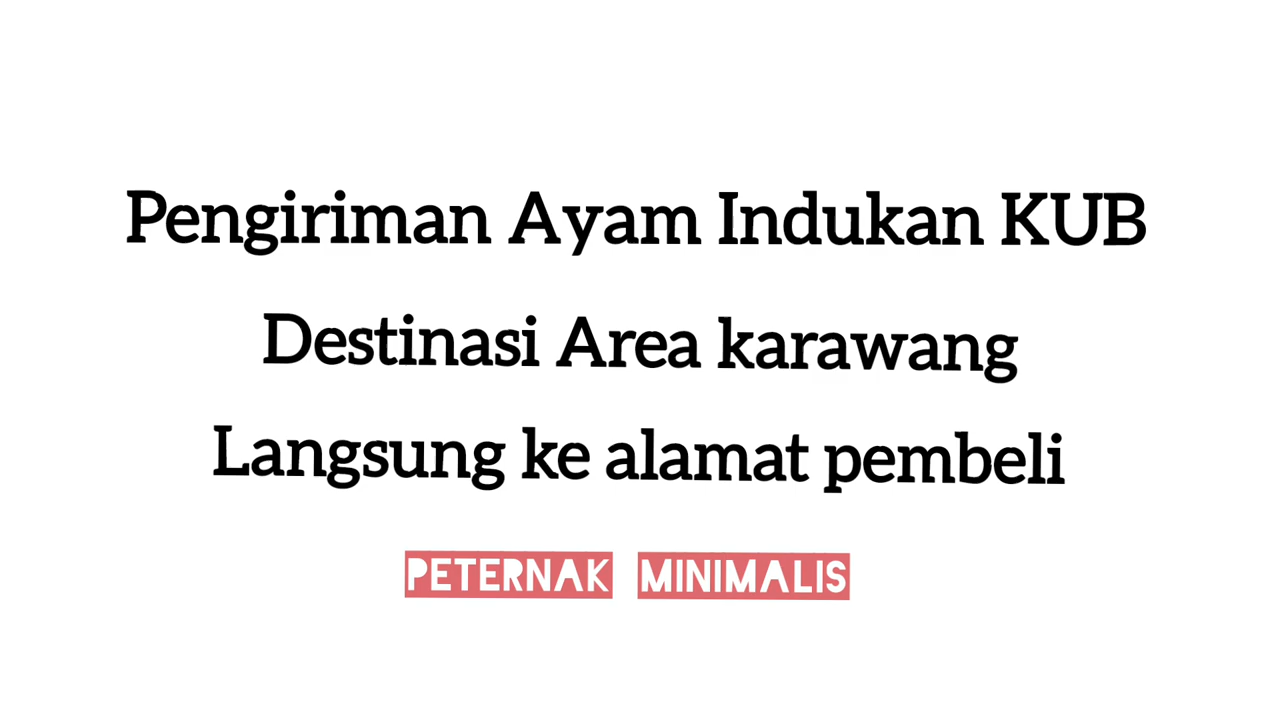 Pengiriman Ayam Indukan KUB
Destinasi Area karawang
Langsung ke alamat pembeli
PETERNAK MINIMALIS